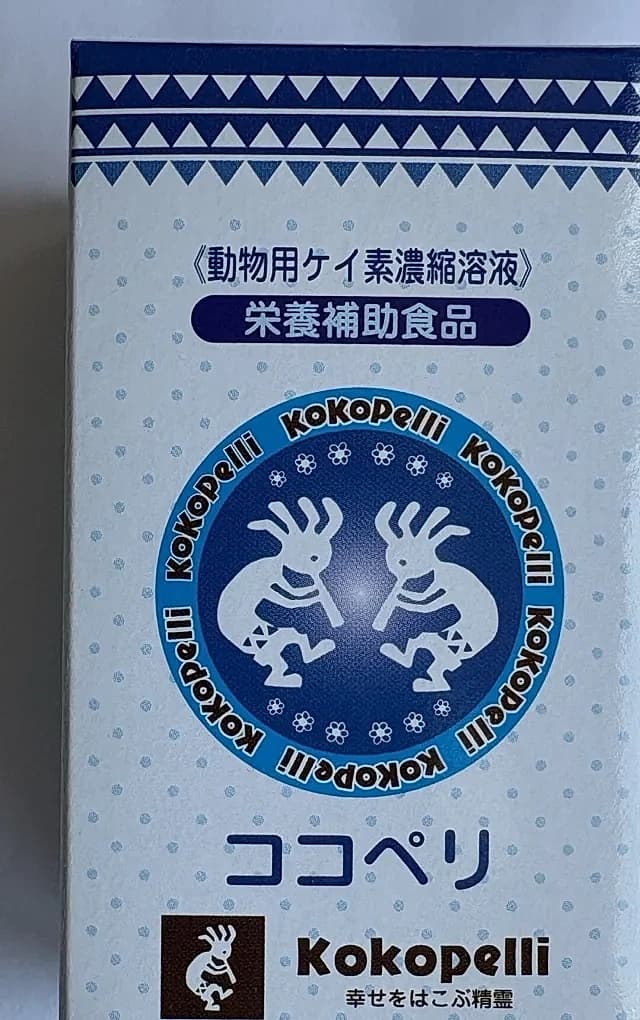 《動物用ケイ素濃縮溶液》
栄養補助食品
Kokopelli
Kokopelli
Kokopelli
Kokopelli
Kokopelli
Kokopelli
ココペリ
Kokopelli
幸せをはこぶ精霊